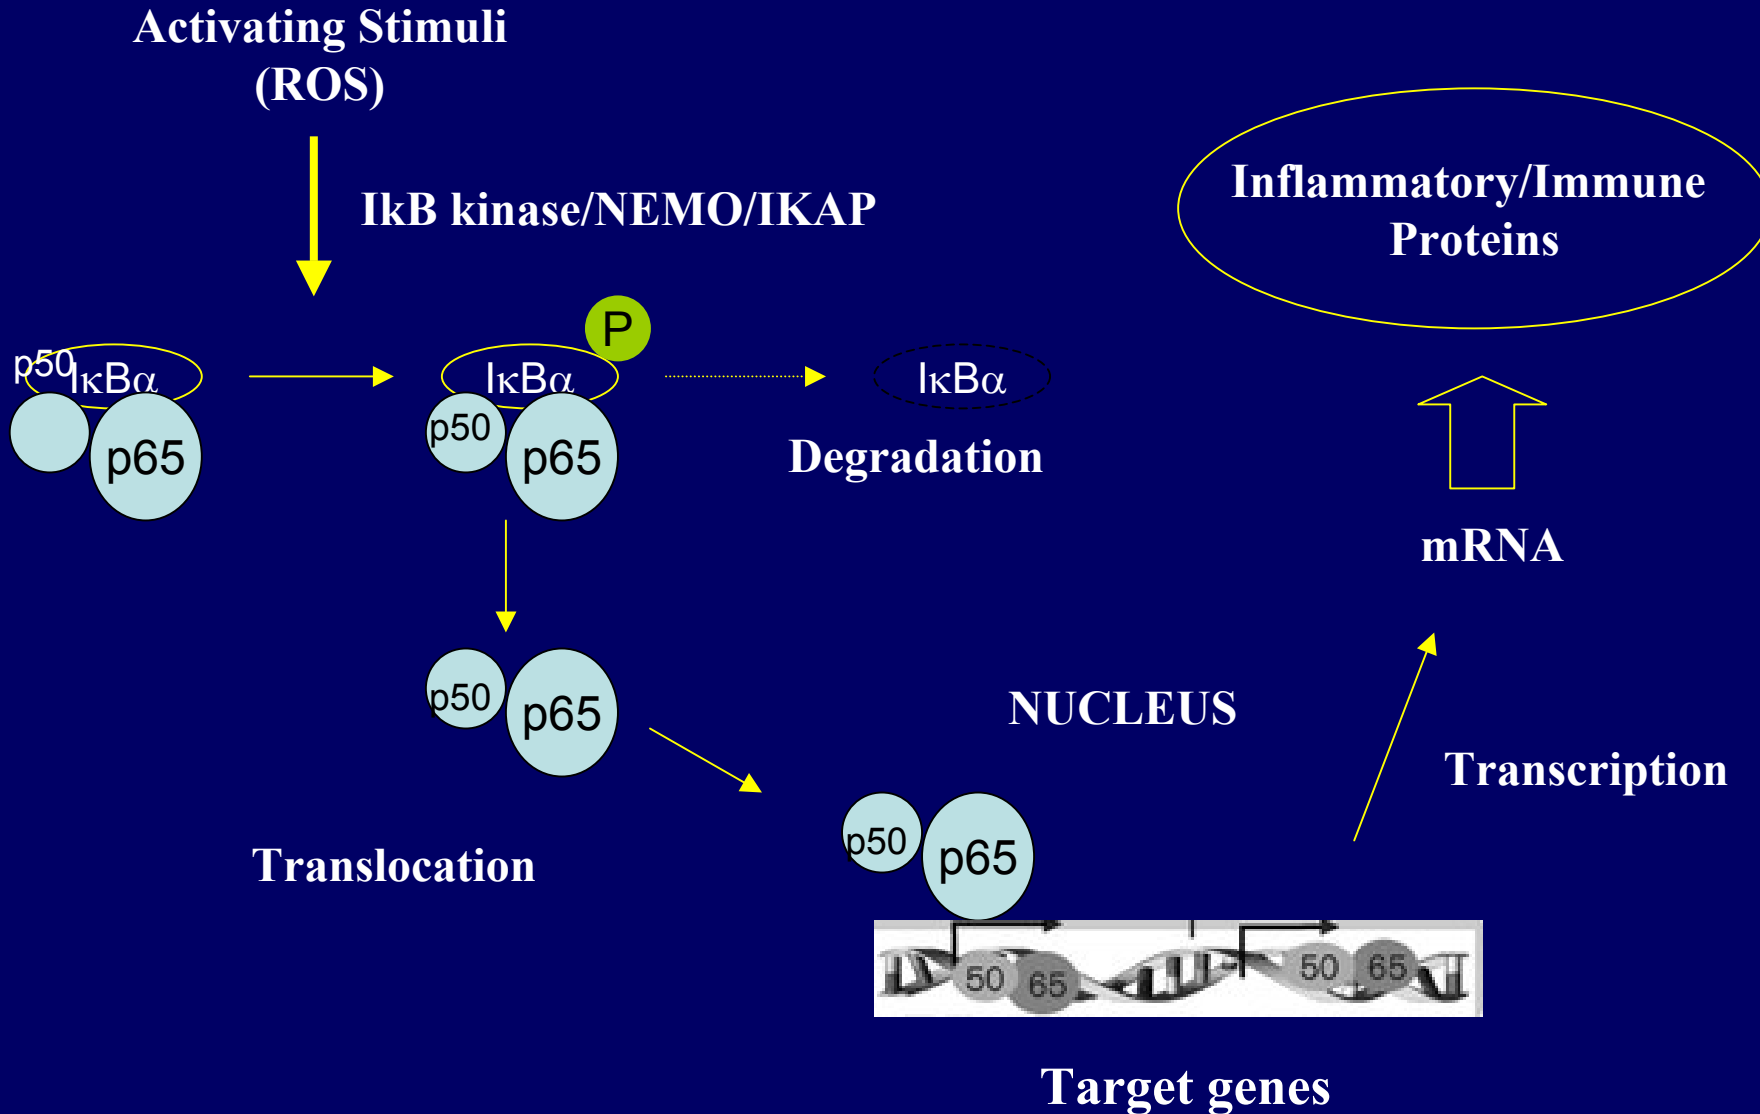 Activating Stimuli
(ROS)
IkB kinase/NEMO/IKAP
Inflammatory/Immune
Proteins
P
p50
IκBα
p65
IκBα
p50
p65
IκBα
Degradation
mRNA
p50
p65
NUCLEUS
Transcription
Translocation
p50
p65
50
65
50
65
Target genes